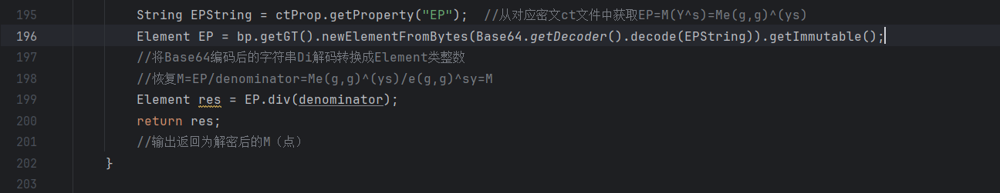 195 String EPString = ctProp.getProperty("EP"); //从对应密文ct文件中获取EP=M(Y^s)=Me(g,g)^(ys)
196 Element EP = bp.getGT().newElementFromBytes(Base64.getDecoder().decode(EPString)).getImmutable();
197 //将Base64编码后的字符串Di解码转换成Element类整数
198 //恢复M=EP/denominator=Me(g,g)^(ys)/e(g,g)^sy=M
199 Element res = EP.div(denominator);
200 return res;
201 //输出返回为解密后的M（点）
202 }
203